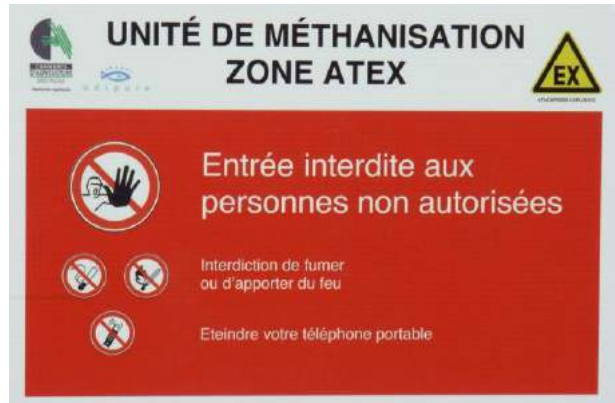 UNITÉ DE MÉTHANISATION
ZONE ATEX
EX
adipure
Entrée interdite aux
personnes non autorisées
Interdiction de fumer
ou d'apporter du feu
Eteindre votre téléphone portable